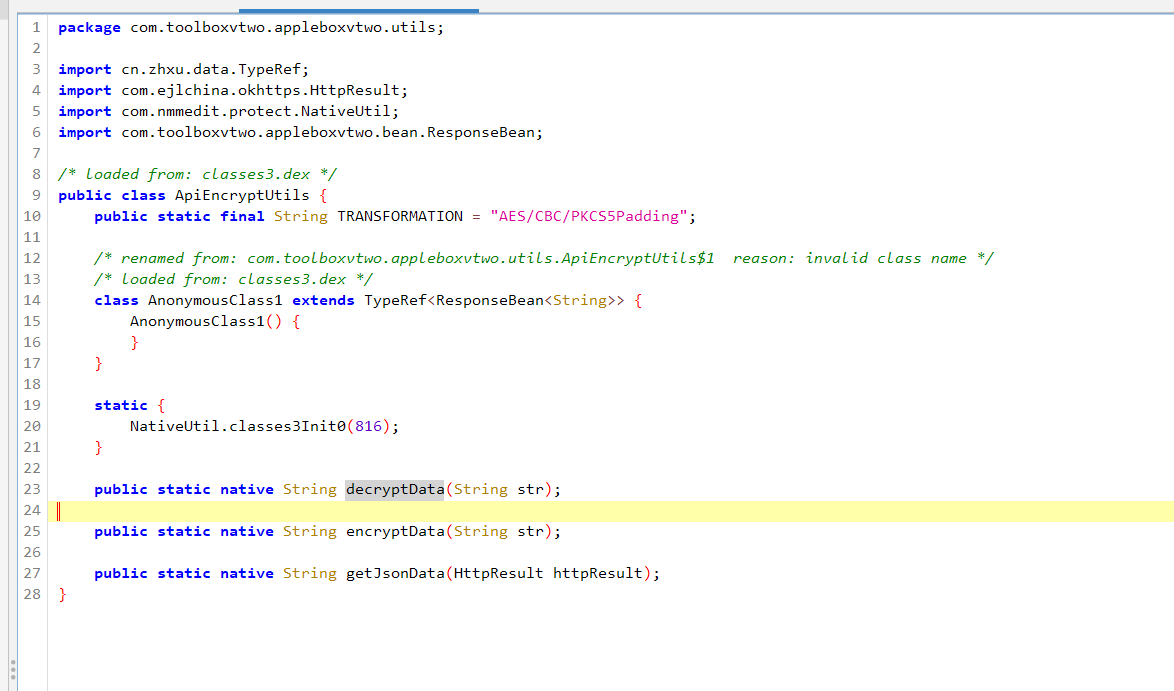 1 package com.toolboxvtwo.appleboxvtwo.utils;
2
3 import cn.zhxu.data.TypeRef;
4 import com.ejlchina.okhttps.HttpResult;
5 import com.nmmedit.protect.NativeUtil;
6 import com.toolboxvtwo.appleboxvtwo.bean.ResponseBean;
7
8 /* loaded from: classes3.dex */
9 public class ApiEncryptUtils {
10     public static final String TRANSFORMATION = "AES/CBC/PKCS5Padding";
11
12     /* renamed from: com.toolboxvtwo.appleboxvtwo.utils.ApiEncryptUtils$1  reason: invalid class name */
13     /* loaded from: classes3.dex */
14     class AnonymousClass1 extends TypeRef<ResponseBean<String>> {
15         AnonymousClass1() {
16         }
17     }
18
19     static {
20         NativeUtil.classes3Init0(816);
21     }
22
23     public static native String decryptData(String str);
24
25     public static native String encryptData(String str);
26
27     public static native String getJsonData(HttpResult httpResult);
28 }